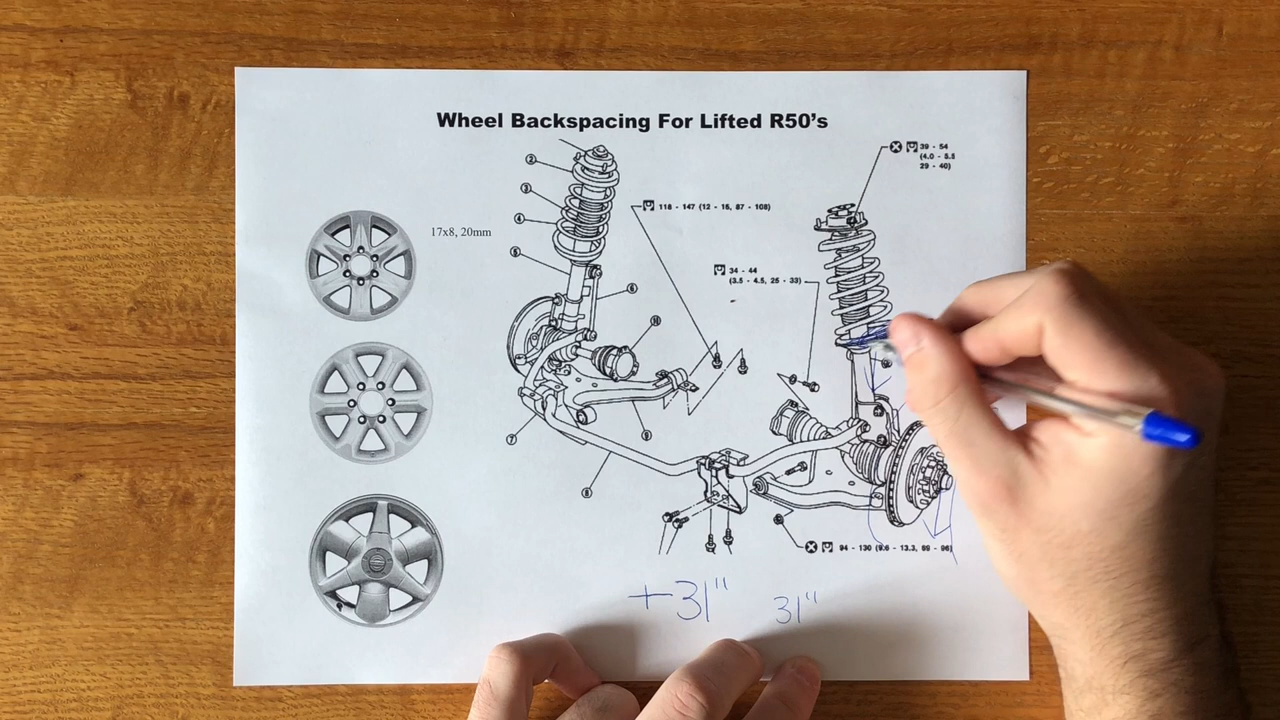 Wheel Backspacing For Lifted R50's
39 - 54
(4.0 - 5.5
29 - 40)
2
3
118 - 147 (12 - 15, 87 - 108)
4
17x8, 20mm
5
34 - 44
(3.5 - 4.5, 25 - 33)
6
10
7
9
8
94 - 130 (9.6 - 13.3, 69 - 96)
+31"
31"